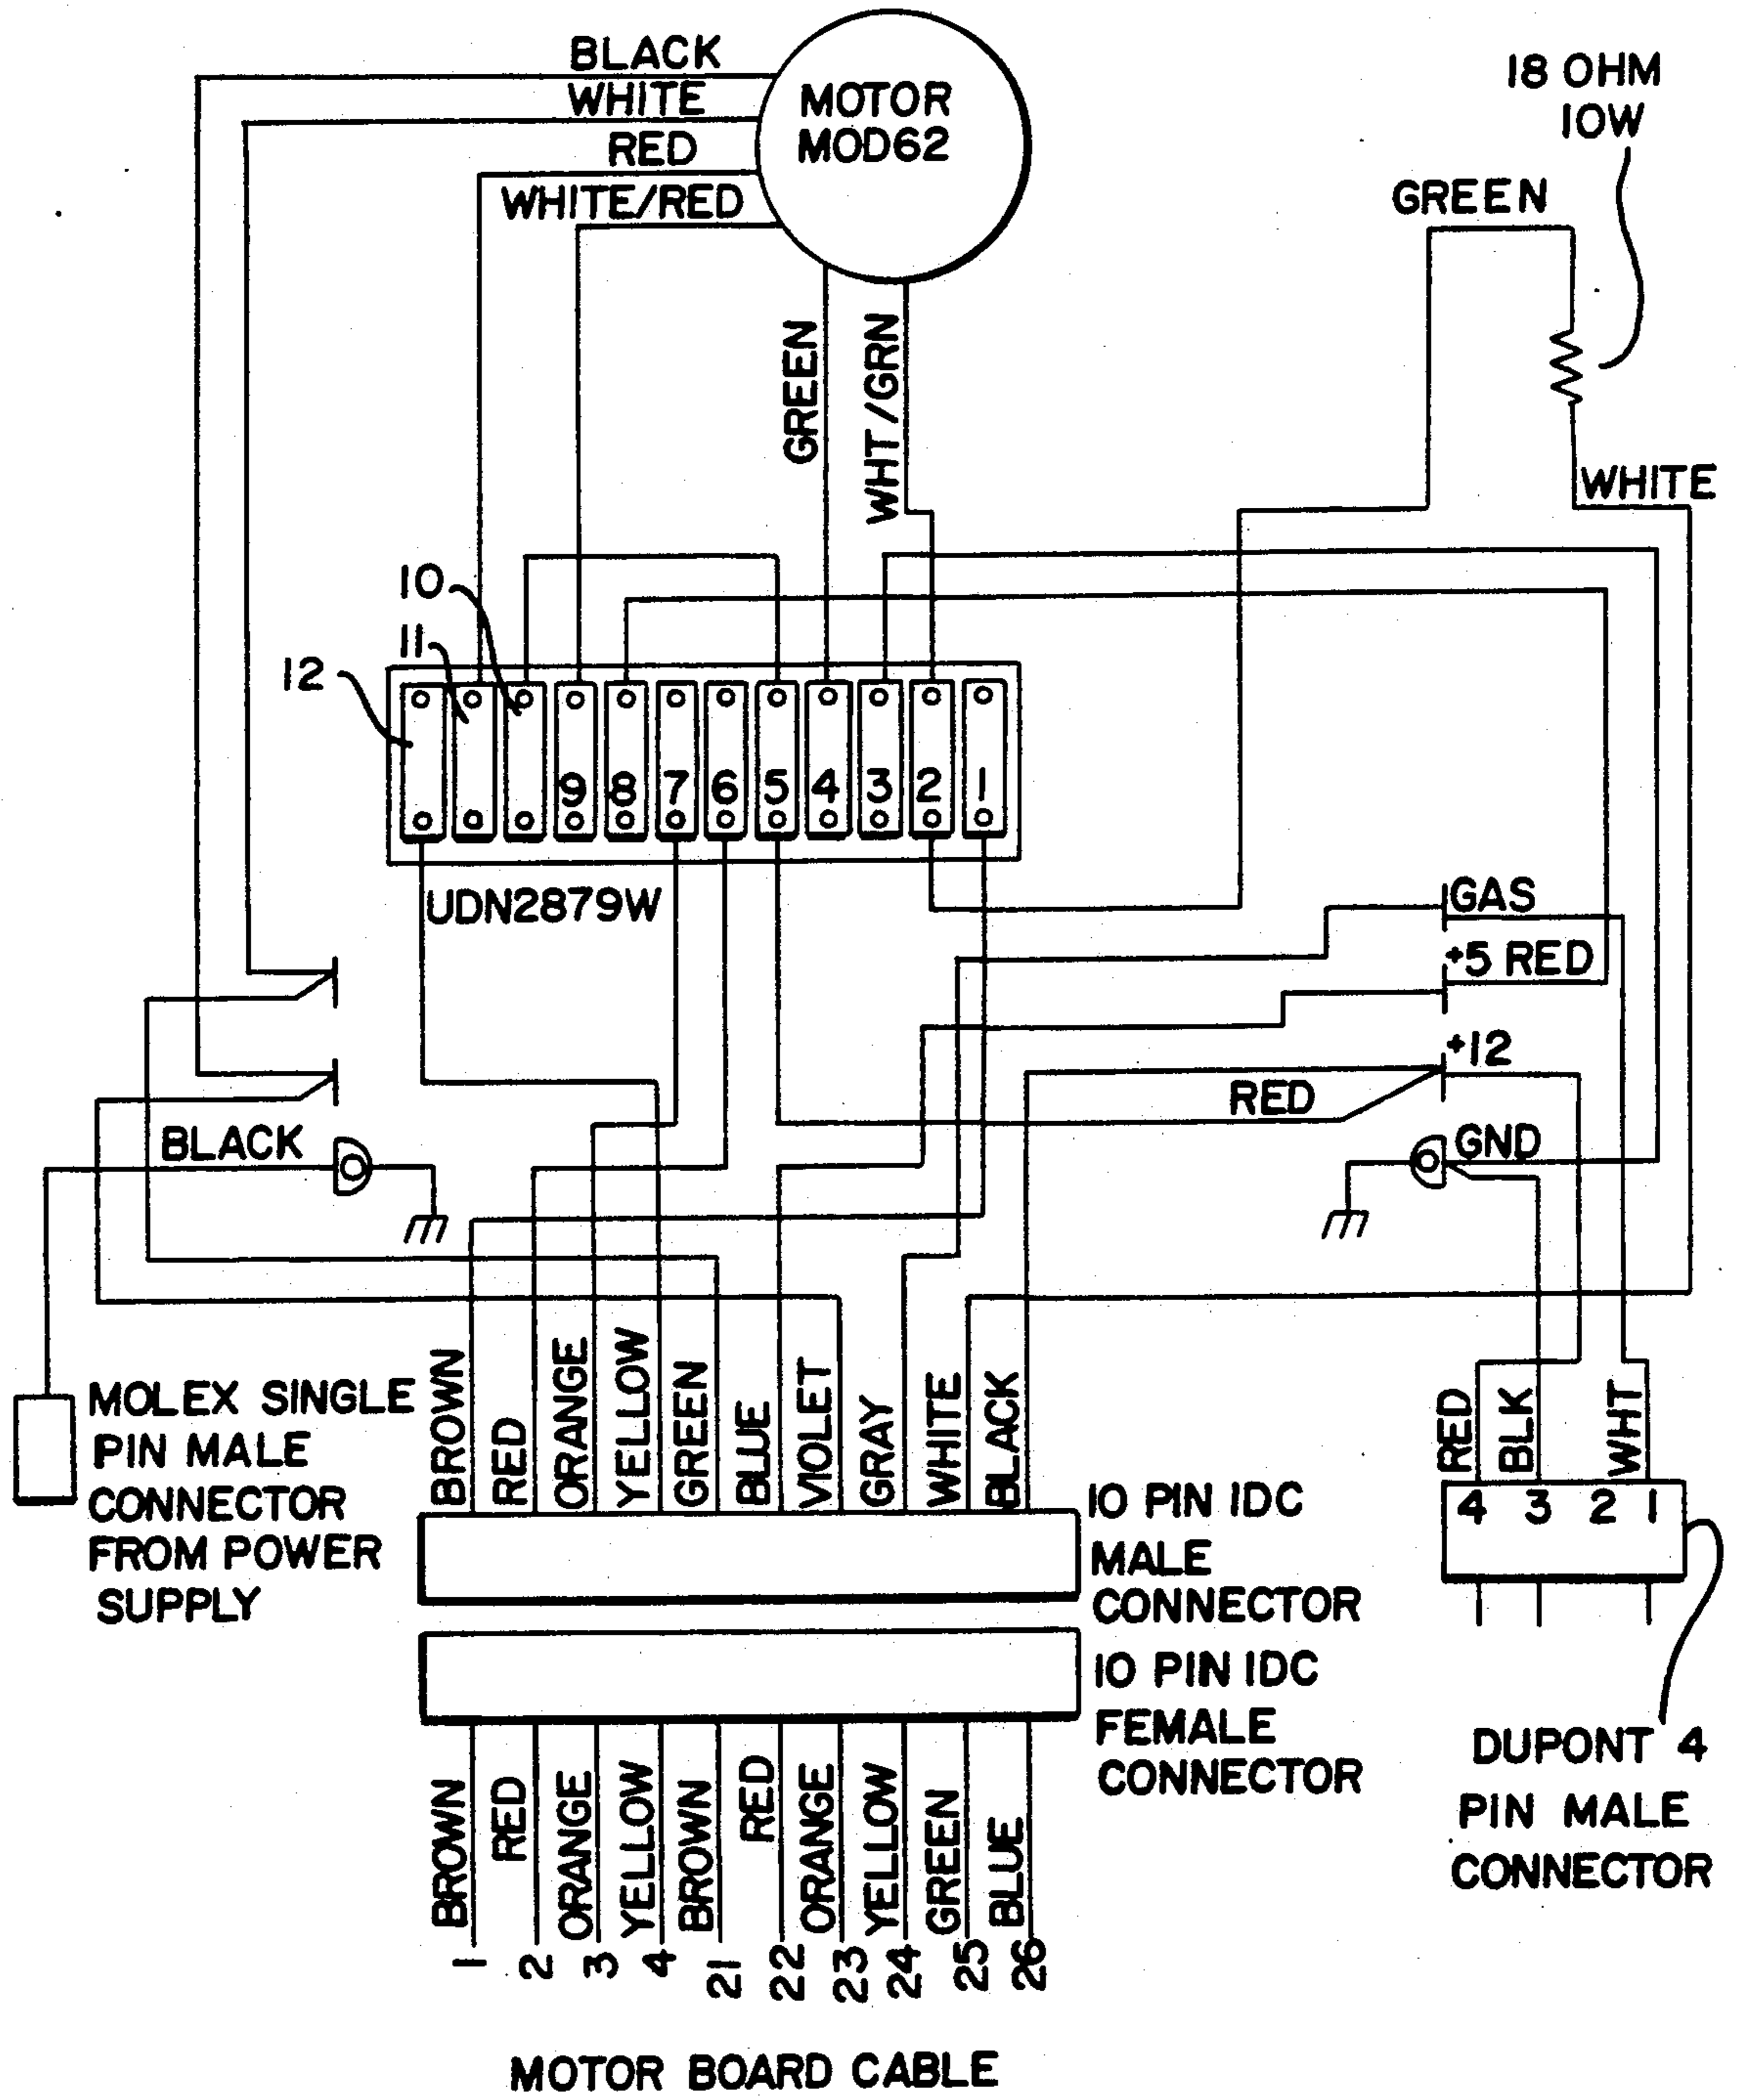 BLACK
WHITE
RED
WHITE/RED
MOTOR
MOD62
18 OHM
10W
GREEN
GREEN
WHT/GRN
WHITE
10
11
12
9 8 7 6 5 4 3 2 1
UDN2879W
GAS
+5 RED
+12
RED
GND
BLACK
MOLEX SINGLE
PIN MALE
CONNECTOR
FROM POWER
SUPPLY
BROWN
RED
ORANGE
YELLOW
GREEN
BLUE
VIOLET
GRAY
WHITE
BLACK
10 PIN IDC
MALE
CONNECTOR
RED
BLK
WHT
4 3 2 1
10 PIN IDC
FEMALE
CONNECTOR
DUPONT 4
PIN MALE
CONNECTOR
BROWN
RED
ORANGE
YELLOW
BROWN
RED
ORANGE
YELLOW
GREEN
BLUE
1
2
3
4
21
22
23
24
25
26
MOTOR BOARD CABLE